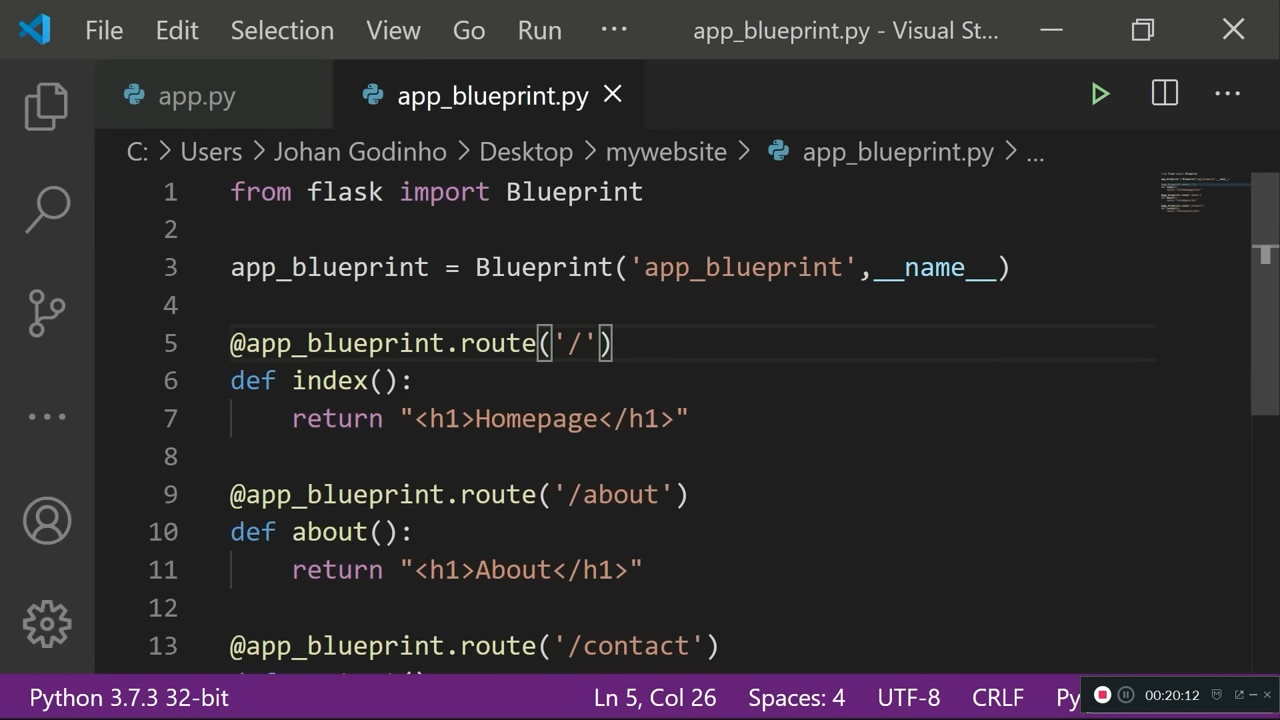 File Edit Selection View Go Run ··· app_blueprint.py - Visual St...
app.py app_blueprint.py
C: > Users > Johan Godinho > Desktop > mywebsite > app_blueprint.py > ...
1 from flask import Blueprint
2
3 app_blueprint = Blueprint('app_blueprint',__name__)
4
5 @app_blueprint.route('/')
6 def index():
7 return "<h1>Homepage</h1>"
8
9 @app_blueprint.route('/about')
10 def about():
11 return "<h1>About</h1>"
12
13 @app_blueprint.route('/contact')
Python 3.7.3 32-bit Ln 5, Col 26 Spaces: 4 UTF-8 CRLF Py 00:20:12